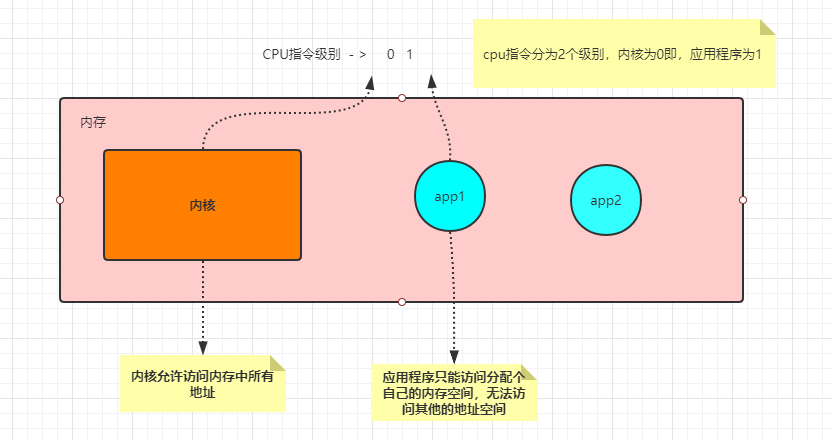 CPU指令级别 -> 0 1
cpu指令分为2个级别，内核为0即，应用程序为1
内存
内核
app1
app2
内核允许访问内存中所有
地址
应用程序只能访问分配个
自己的内存空间，无法访
问其他的地址空间